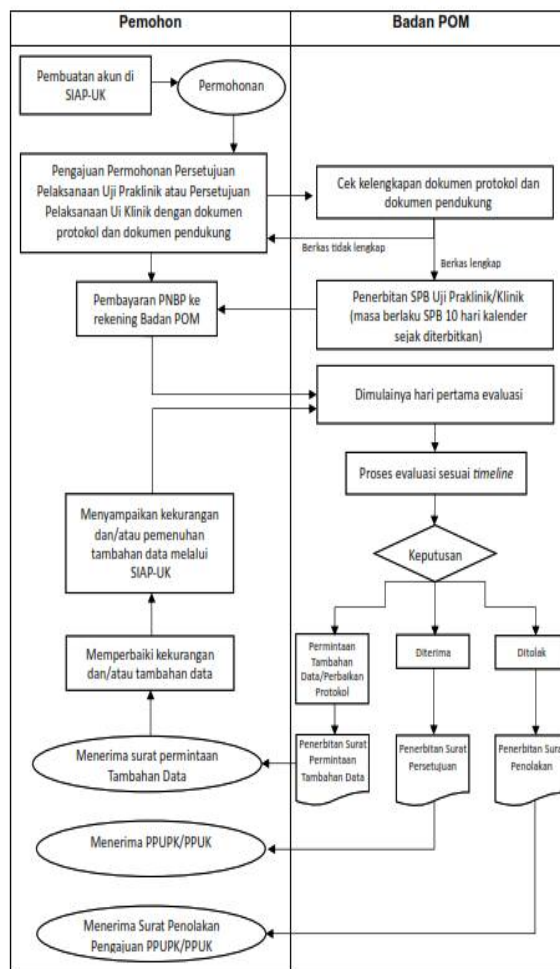 Pemohon
Badan POM
Pembuatan akun di
SIAP-UK
Permohonan
Pengajuan Permohonan Persetujuan
Pelaksanaan Uji Praklinik atau Persetujuan
Pelaksanaan Ui Klinik dengan dokumen
protokol dan dokumen pendukung
Cek kelengkapan dokumen protokol dan
dokumen pendukung
Berkas tidak lengkap
Berkas lengkap
Pembayaran PNBP ke
rekening Badan POM
Penerbitan SPB Uji Praklinik/Klinik
(masa berlaku SPB 10 hari kalender
sejak diterbitkan)
Dimulainya hari pertama evaluasi
Proses evaluasi sesuai timeline
Menyampaikan kekurangan
dan/atau pemenuhan
tambahan data melalui
SIAP-UK
Keputusan
Memperbaiki kekurangan
dan/atau tambahan data
Permintaan
Tambahan
Data/Perbaikan
Protokol
Diterima
Ditolak
Menerima surat permintaan
Tambahan Data
Penerbitan Surat
Permintaan
Tambahan Data
Penerbitan Surat
Persetujuan
Penerbitan Sura
Penolakan
Menerima PPUPK/PPUK
Menerima Surat Penolakan
Pengajuan PPUPK/PPUK